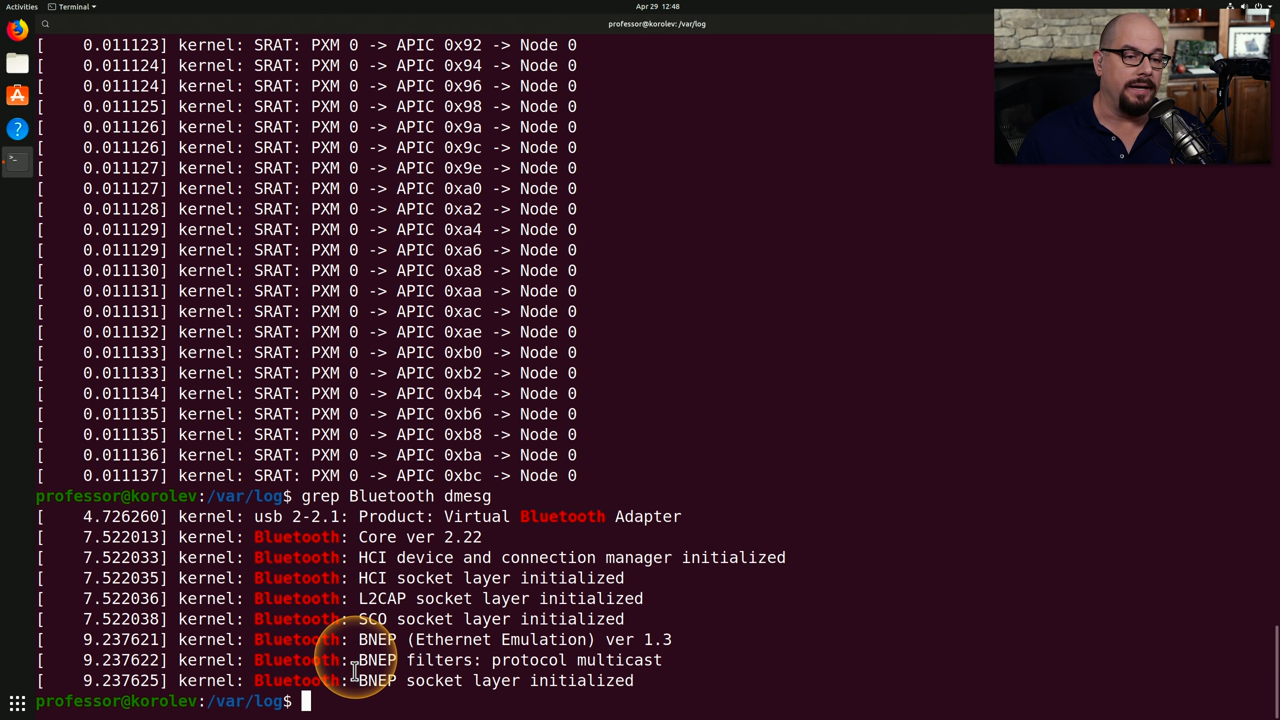 Activities
Terminal
Apr 29 12:48
professor@korolev: /var/log
[    0.011123] kernel: SRAT: PXM 0 -> APIC 0x92 -> Node 0
[    0.011124] kernel: SRAT: PXM 0 -> APIC 0x94 -> Node 0
[    0.011124] kernel: SRAT: PXM 0 -> APIC 0x96 -> Node 0
[    0.011125] kernel: SRAT: PXM 0 -> APIC 0x98 -> Node 0
[    0.011126] kernel: SRAT: PXM 0 -> APIC 0x9a -> Node 0
[    0.011126] kernel: SRAT: PXM 0 -> APIC 0x9c -> Node 0
[    0.011127] kernel: SRAT: PXM 0 -> APIC 0x9e -> Node 0
[    0.011127] kernel: SRAT: PXM 0 -> APIC 0xa0 -> Node 0
[    0.011128] kernel: SRAT: PXM 0 -> APIC 0xa2 -> Node 0
[    0.011129] kernel: SRAT: PXM 0 -> APIC 0xa4 -> Node 0
[    0.011129] kernel: SRAT: PXM 0 -> APIC 0xa6 -> Node 0
[    0.011130] kernel: SRAT: PXM 0 -> APIC 0xa8 -> Node 0
[    0.011131] kernel: SRAT: PXM 0 -> APIC 0xaa -> Node 0
[    0.011131] kernel: SRAT: PXM 0 -> APIC 0xac -> Node 0
[    0.011132] kernel: SRAT: PXM 0 -> APIC 0xae -> Node 0
[    0.011133] kernel: SRAT: PXM 0 -> APIC 0xb0 -> Node 0
[    0.011133] kernel: SRAT: PXM 0 -> APIC 0xb2 -> Node 0
[    0.011134] kernel: SRAT: PXM 0 -> APIC 0xb4 -> Node 0
[    0.011135] kernel: SRAT: PXM 0 -> APIC 0xb6 -> Node 0
[    0.011135] kernel: SRAT: PXM 0 -> APIC 0xb8 -> Node 0
[    0.011136] kernel: SRAT: PXM 0 -> APIC 0xba -> Node 0
[    0.011137] kernel: SRAT: PXM 0 -> APIC 0xbc -> Node 0
professor@korolev:/var/log$ grep Bluetooth dmesg
[    4.726260] kernel: usb 2-2.1: Product: Virtual Bluetooth Adapter
[    7.522013] kernel: Bluetooth: Core ver 2.22
[    7.522033] kernel: Bluetooth: HCI device and connection manager initialized
[    7.522035] kernel: Bluetooth: HCI socket layer initialized
[    7.522036] kernel: Bluetooth: L2CAP socket layer initialized
[    7.522038] kernel: Bluetooth: SCO socket layer initialized
[    9.237621] kernel: Bluetooth: BNEP (Ethernet Emulation) ver 1.3
[    9.237622] kernel: Bluetooth: BNEP filters: protocol multicast
[    9.237625] kernel: Bluetooth: BNEP socket layer initialized
professor@korolev:/var/log$